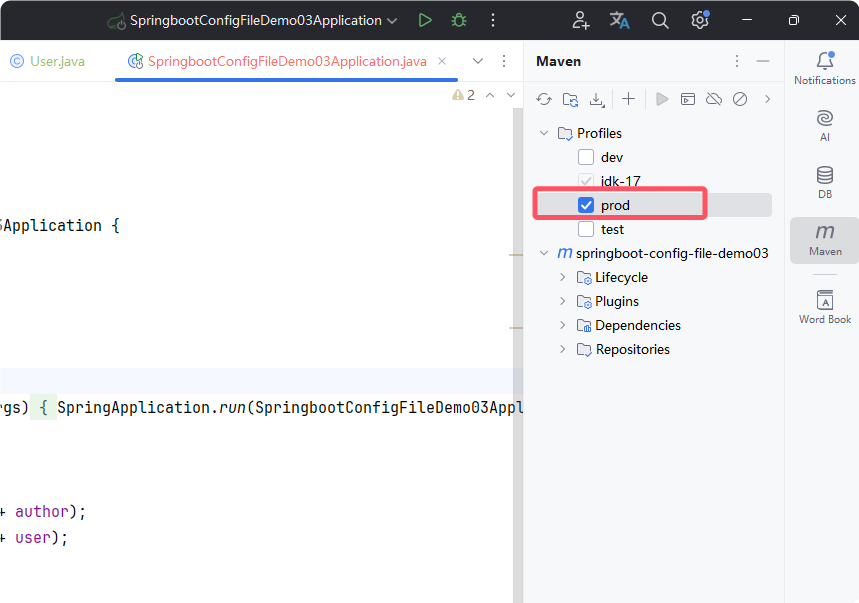 SpringbootConfigFileDemo03Application
User.java
SpringbootConfigFileDemo03Application.java
Maven
Notifications
2
Profiles
AI
dev
jdk-17
prod
DB
3Application {
test
Maven
springboot-config-file-demo03
Lifecycle
Plugins
Word Book
Dependencies
Repositories
rgs) { SpringApplication.run(SpringbootConfigFileDemo03Appl
+ author);
+ user);